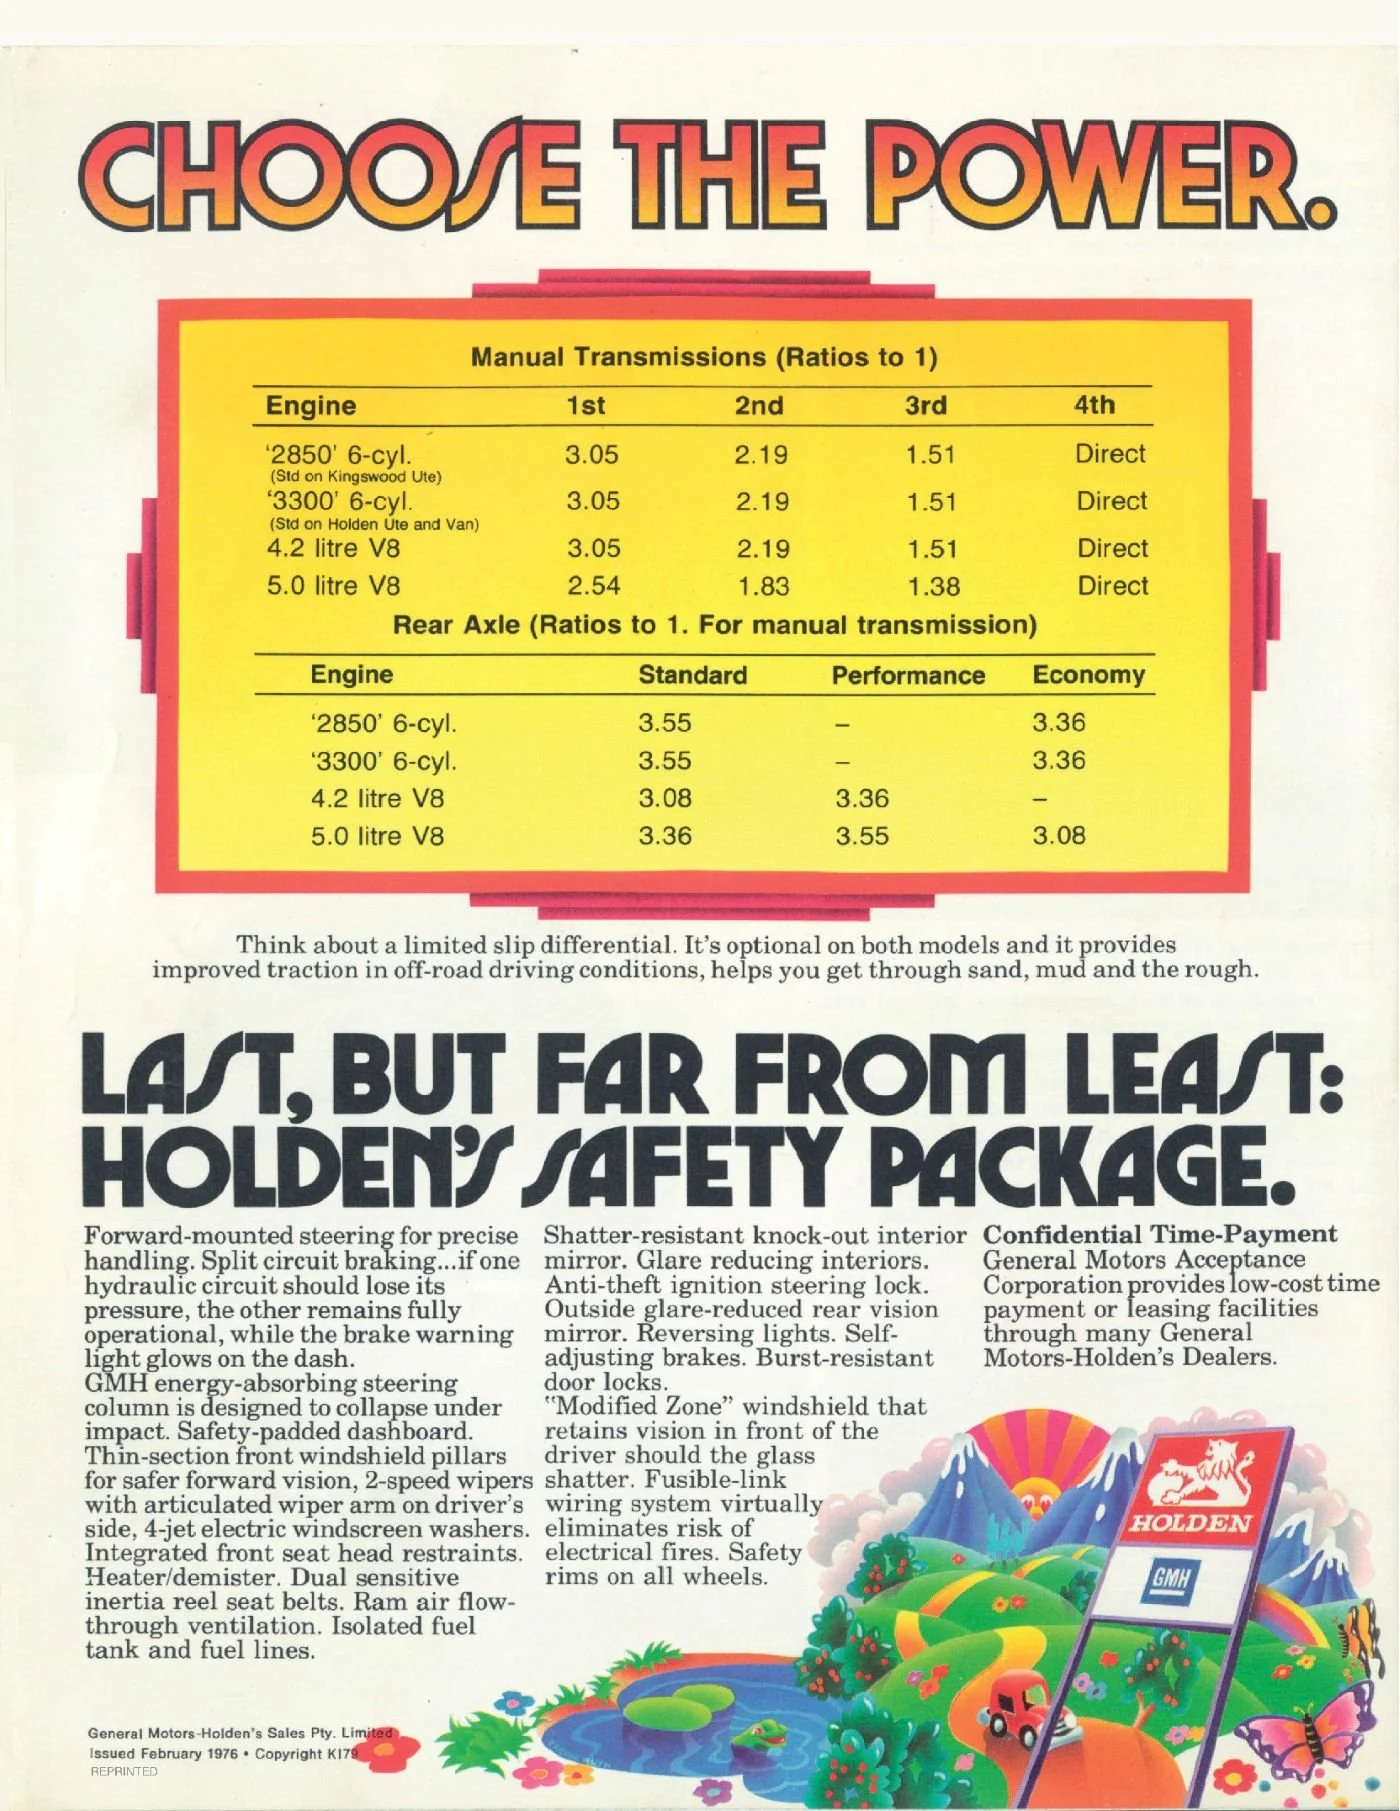 CHOOSE THE POWER.
Manual Transmissions (Ratios to 1)
Engine 1st 2nd 3rd 4th
‘2850’ 6-cyl. 3.05 2.19 1.51 Direct
(Std on Kingswood Ute)
‘3300’ 6-cyl. 3.05 2.19 1.51 Direct
(Std on Holden Ute and Van)
4.2 litre V8 3.05 2.19 1.51 Direct
5.0 litre V8 2.54 1.83 1.38 Direct
Rear Axle (Ratios to 1. For manual transmission)
Engine Standard Performance Economy
‘2850’ 6-cyl. 3.55 – 3.36
‘3300’ 6-cyl. 3.55 – 3.36
4.2 litre V8 3.08 3.36 –
5.0 litre V8 3.36 3.55 3.08
Think about a limited slip differential. It's optional on both models and it provides
improved traction in off-road driving conditions, helps you get through sand, mud and the rough.
LAST, BUT FAR FROM LEAST:
HOLDEN'S SAFETY PACKAGE.
Forward-mounted steering for precise
handling. Split circuit braking...if one
hydraulic circuit should lose its
pressure, the other remains fully
operational, while the brake warning
light glows on the dash.
GMH energy-absorbing steering
column is designed to collapse under
impact. Safety-padded dashboard.
Thin-section front windshield pillars
for safer forward vision, 2-speed wipers
with articulated wiper arm on driver's
side, 4-jet electric windscreen washers.
Integrated front seat head restraints.
Heater/demister. Dual sensitive
inertia reel seat belts. Ram air flow-
through ventilation. Isolated fuel
tank and fuel lines.
Shatter-resistant knock-out interior
mirror. Glare reducing interiors.
Anti-theft ignition steering lock.
Outside glare-reduced rear vision
mirror. Reversing lights. Self-
adjusting brakes. Burst-resistant
door locks.
"Modified Zone" windshield that
retains vision in front of the
driver should the glass
shatter. Fusible-link
wiring system virtually
eliminates risk of
electrical fires. Safety
rims on all wheels.
Confidential Time-Payment
General Motors Acceptance
Corporation provides low-cost time
payment or leasing facilities
through many General
Motors-Holden's Dealers.
HOLDEN
GMH
General Motors-Holden's Sales Pty. Limited
Issued February 1976 • Copyright K179
REPRINTED